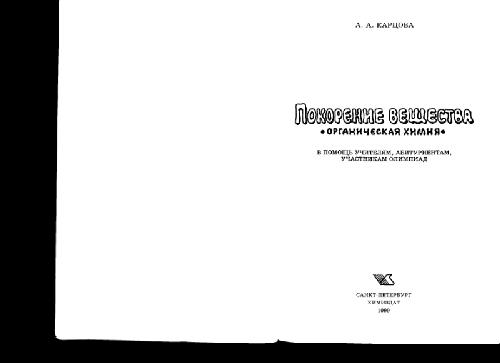 А. А. КАРЦОВА
ПОКОРЕНИЕ ВЕЩЕСТВА
•ОРГАНИЧЕСКАЯ ХИМИЯ•
В ПОМОЩЬ УЧИТЕЛЯМ, АБИТУРИЕНТАМ,
УЧАСТНИКАМ ОЛИМПИАД
САНКТ-ПЕТЕРБУРГ
ХИМИЗДАТ
1999